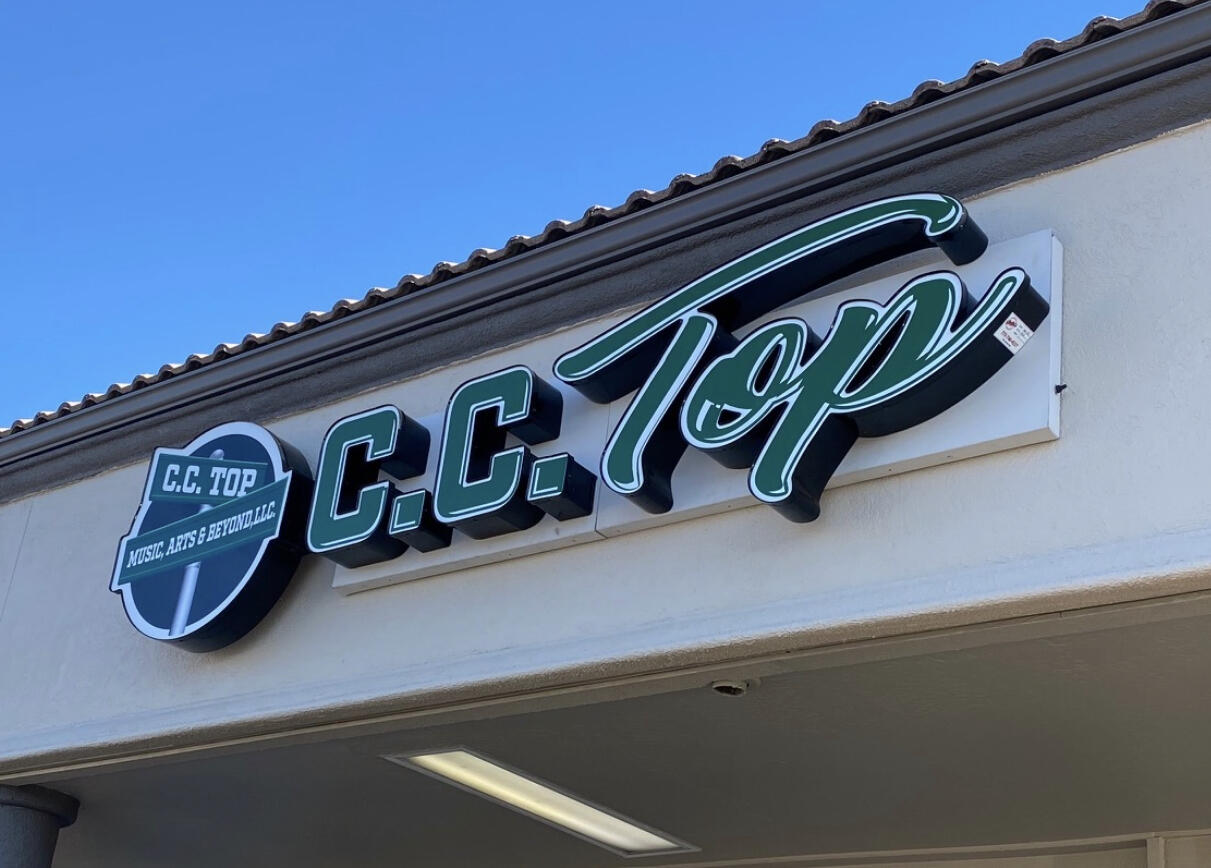 C.C. TOP
MUSIC, ARTS & BEYOND,LLC.
C.C. Top